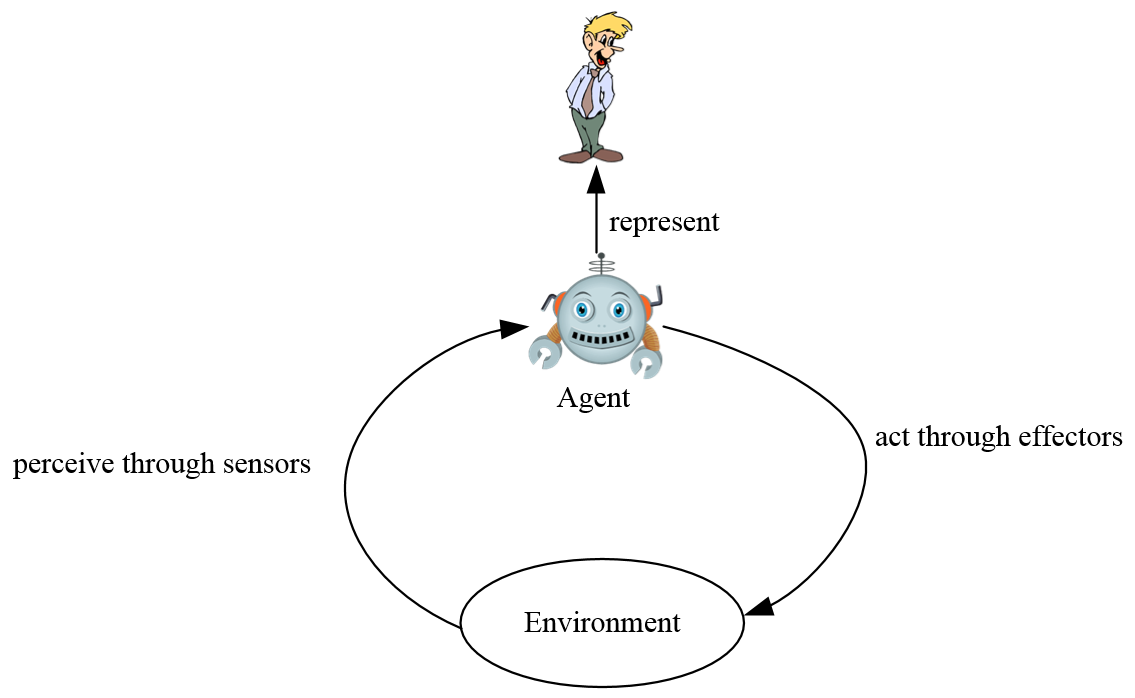 represent
Agent
act through effectors
perceive through sensors
Environment